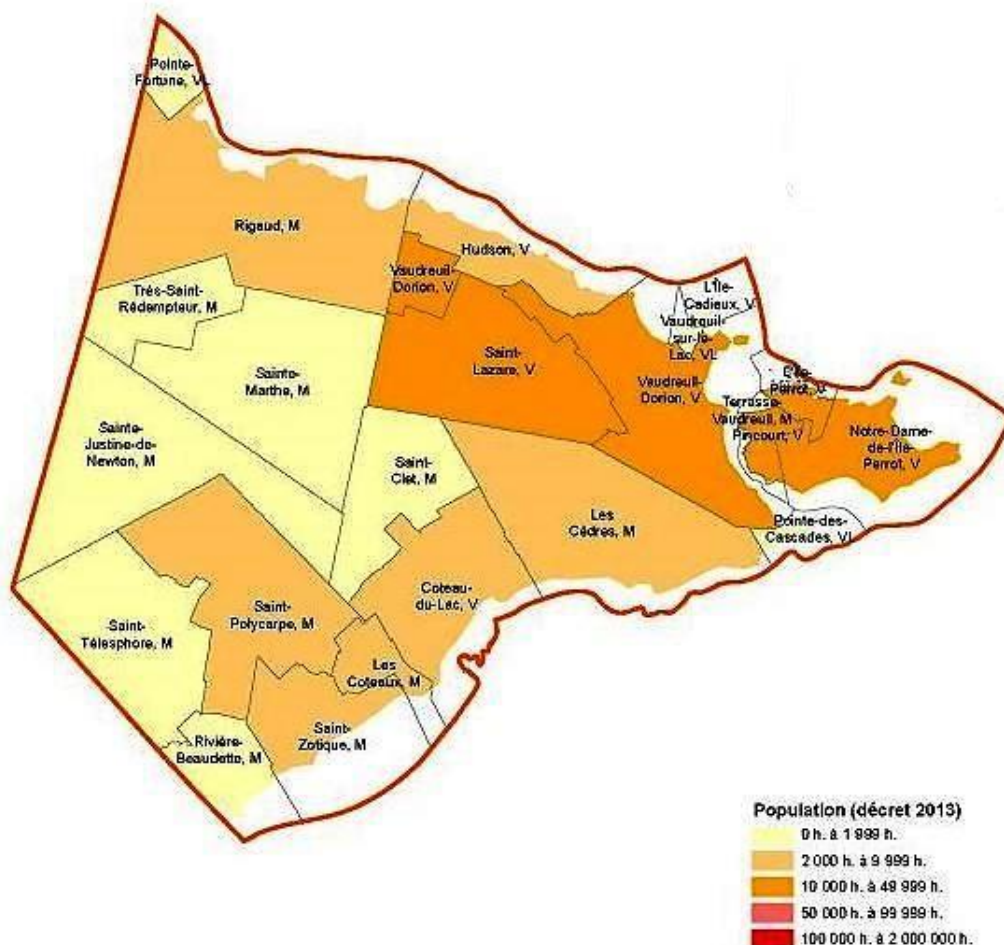 Pointe-
Fortune, VL
Rigaud, M
Hudson, V
Vaudreuil-
Dorion, V
L'Île-
Cadieux, V
Vaudreuil-
sur-le-
Lac, VL
Très-Saint-
Rédempteur, M
Saint-
Lazare, V
Sainte-
Marthe, M
Vaudreuil-
Dorion, V
L'Île-
Perrot, V
Terrasse-
Vaudreuil, M
Pincourt, V
Notre-Dame-
de-l'Île-
Perrot, V
Sainte-
Justine-de-
Newton, M
Saint-
Clet, M
Les
Cèdres, M
Pointe-des-
Cascades, VL
Coteau-
du-Lac, V
Saint-
Polycarpe, M
Saint-
Télesphore, M
Les
Coteaux, M
Saint-
Zotique, M
Rivière-
Beaudette, M
Population (décret 2013)
0 h. à 1 999 h.
2 000 h. à 9 999 h.
10 000 h. à 49 999 h.
50 000 h. à 99 999 h.
100 000 h. à 2 000 000 h.